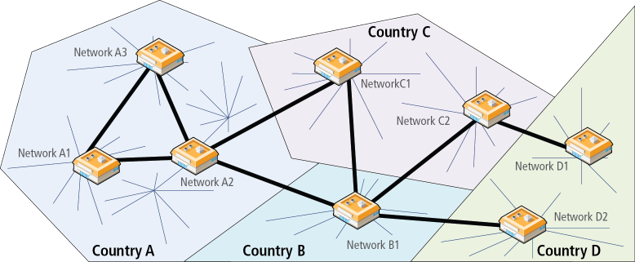 Country C
Network A3
NetworkC1
Network C2
Network A1
Network A2
Network D1
Network D2
Network B1
Country A
Country B
Country D